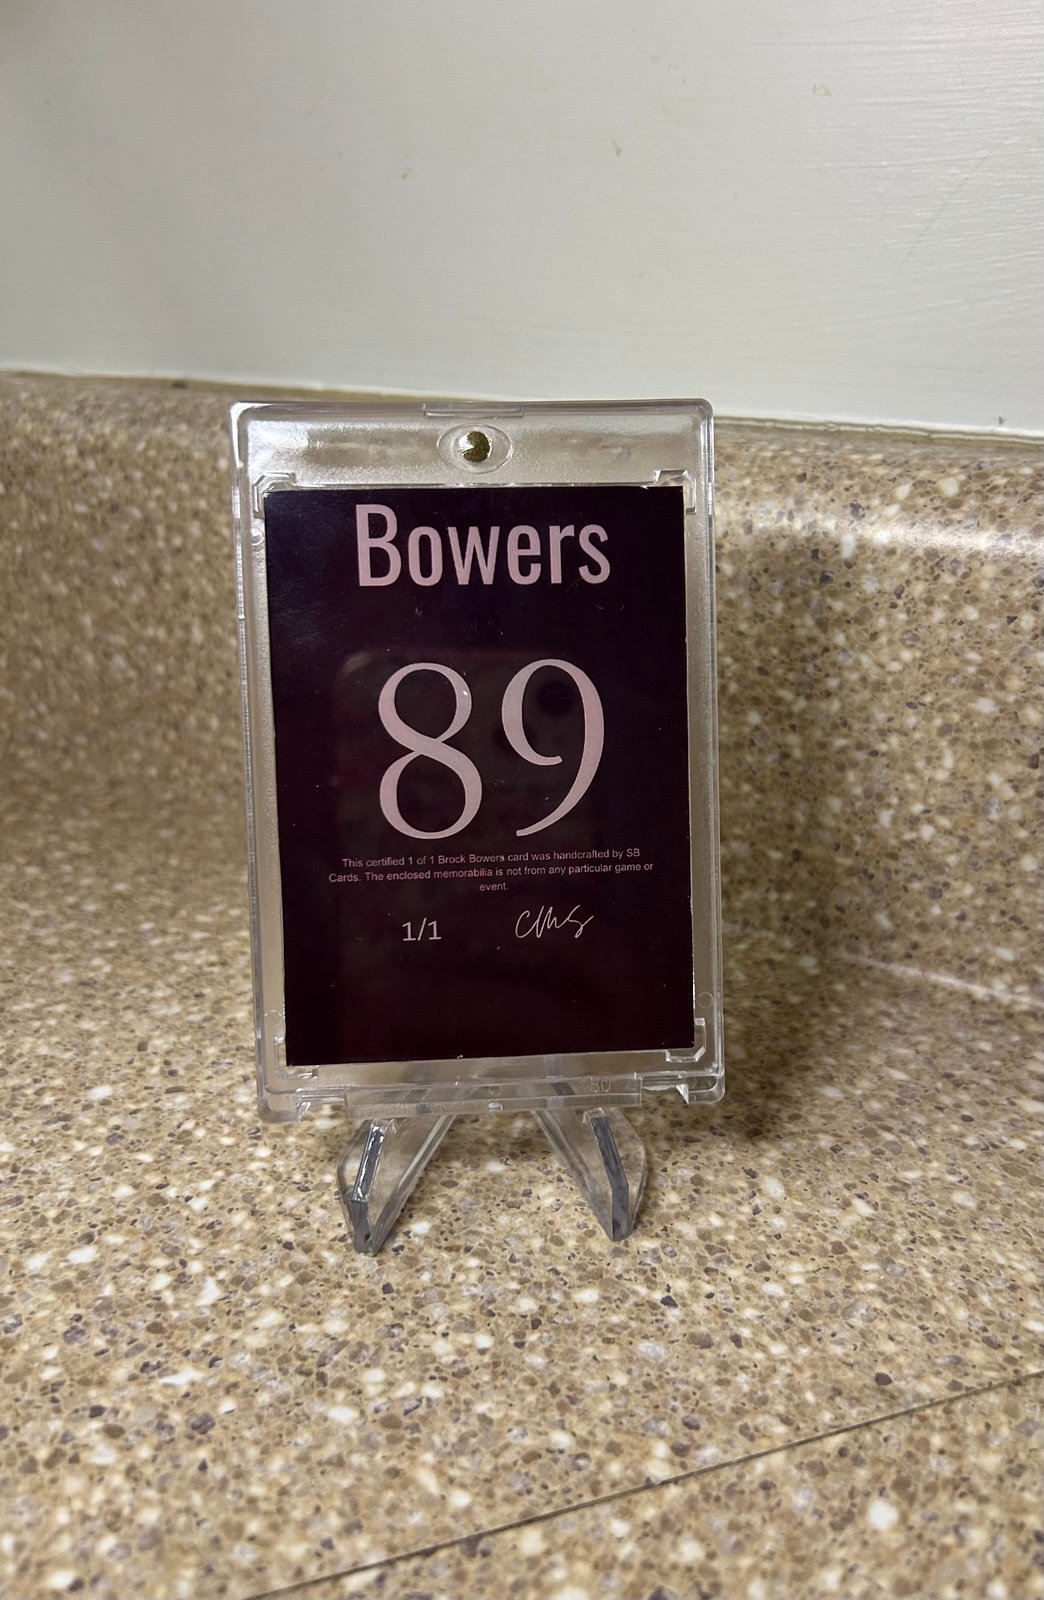 Bowers
89
This certified 1 of 1 Brock Bowers card was handcrafted by SB
Cards. The enclosed memorabilia is not from any particular game or
event.
1/1